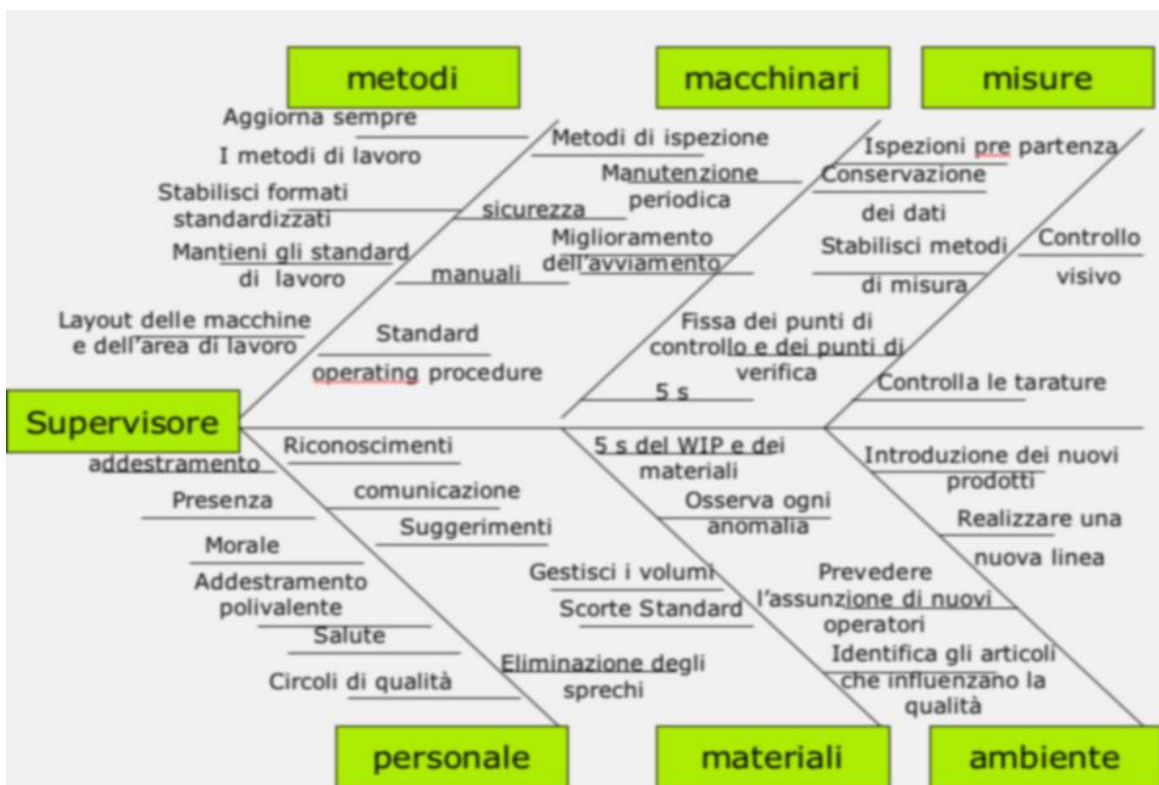 metodi
macchinari
misure
Aggiorna sempre
I metodi di lavoro
Stabilisci formati
standardizzati
Mantieni gli standard
di lavoro
Layout delle macchine
e dell'area di lavoro
sicurezza
manuali
Standard
operating procedure
Metodi di ispezione
Manutenzione
periodica
Miglioramento
dell'avviamento
Fissa dei punti di
controllo e dei punti di
verifica
5 s
Ispezioni pre partenza
Conservazione
dei dati
Stabilisci metodi
di misura
Controllo
visivo
Controlla le tarature
Supervisore
addestramento
Presenza
Morale
Addestramento
polivalente
Salute
Circoli di qualità
Riconoscimenti
comunicazione
Suggerimenti
5 s del WIP e dei
materiali
Osserva ogni
anomalia
Gestisci i volumi
Scorte Standard
Eliminazione degli
sprechi
Introduzione dei nuovi
prodotti
Realizzare una
nuova linea
Prevedere
l'assunzione di nuovi
operatori
Identifica gli articoli
che influenzano la
qualità
personale
materiali
ambiente